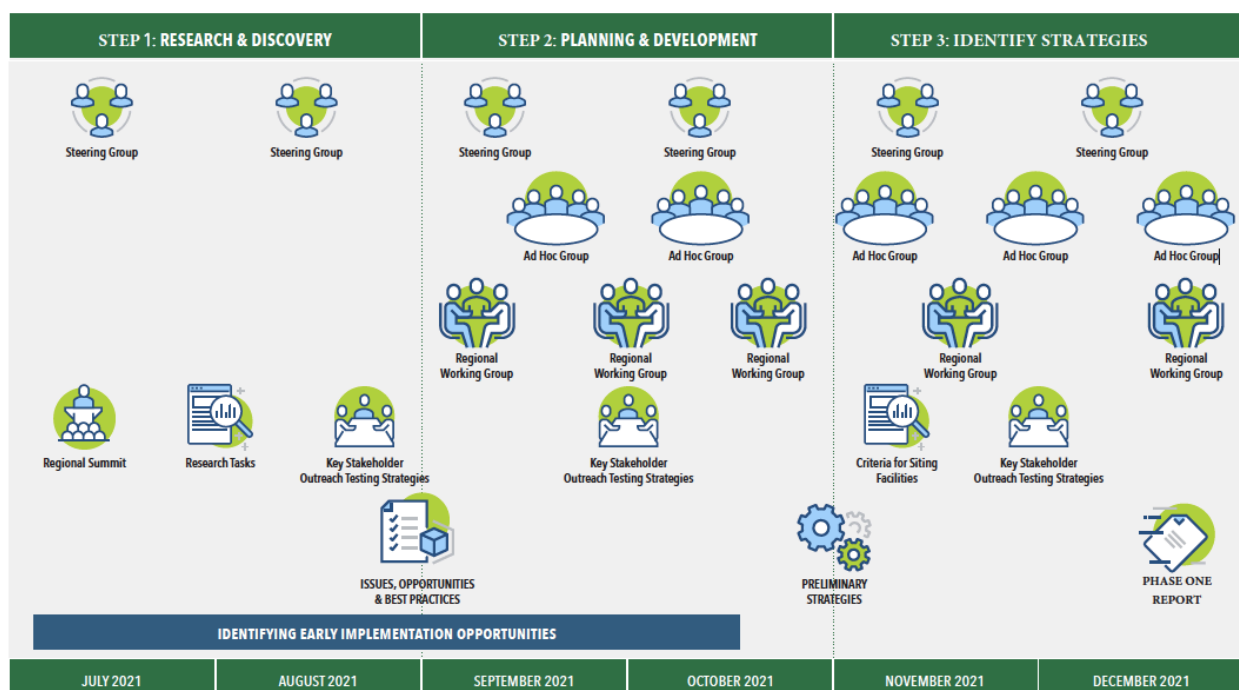 STEP 1: RESEARCH & DISCOVERY
STEP 2: PLANNING & DEVELOPMENT
STEP 3: IDENTIFY STRATEGIES
Steering Group
Steering Group
Steering Group
Steering Group
Steering Group
Steering Group
Ad Hoc Group
Ad Hoc Group
Ad Hoc Group
Ad Hoc Group
Ad Hoc Group
Regional
Working Group
Regional
Working Group
Regional
Working Group
Regional
Working Group
Regional
Working Group
Regional Summit
Research Tasks
Key Stakeholder
Outreach Testing Strategies
Key Stakeholder
Outreach Testing Strategies
Criteria for Siting
Facilities
Key Stakeholder
Outreach Testing Strategies
ISSUES, OPPORTUNITIES
& BEST PRACTICES
PRELIMINARY
STRATEGIES
PHASE ONE
REPORT
IDENTIFYING EARLY IMPLEMENTATION OPPORTUNITIES
JULY 2021
AUGUST 2021
SEPTEMBER 2021
OCTOBER 2021
NOVEMBER 2021
DECEMBER 2021